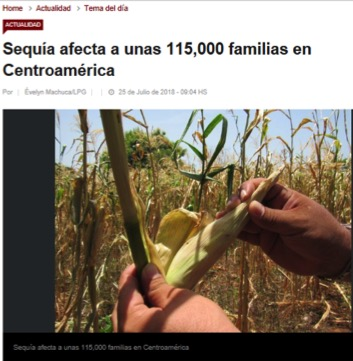 Home > Actualidad > Tema del día
ACTUALIDAD
Sequía afecta a unas 115,000 familias en
Centroamérica
Por | Évelyn Machuca/LPG | | 25 de Julio de 2018 - 09:04 HS
Sequía afecta a unas 115,000 familias en Centroamérica